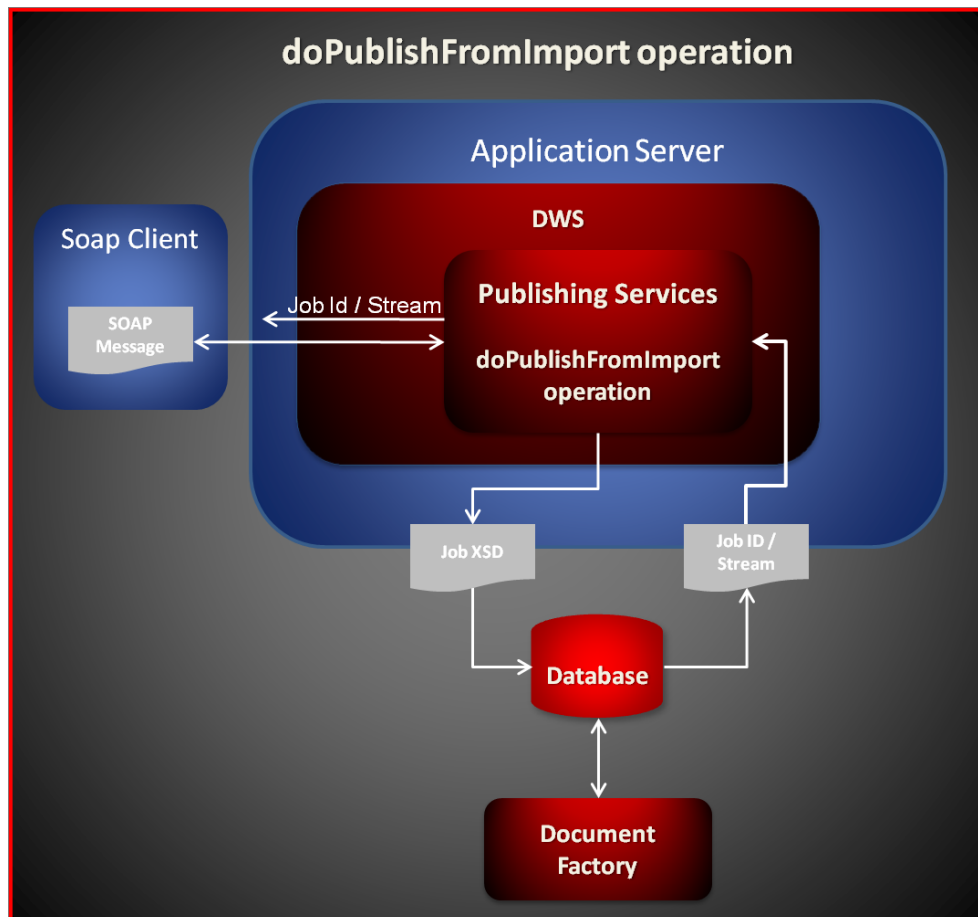 doPublishFromImport operation
Application Server
DWS
Soap Client
Publishing Services
Job Id / Stream
SOAP
Message
doPublishFromImport
operation
Job XSD
Job ID /
Stream
Database
Document
Factory